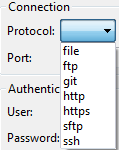 Connection
Protocol:
file
ftp
Port:
git
http
Authentic
https
User:
sftp
Password:
ssh